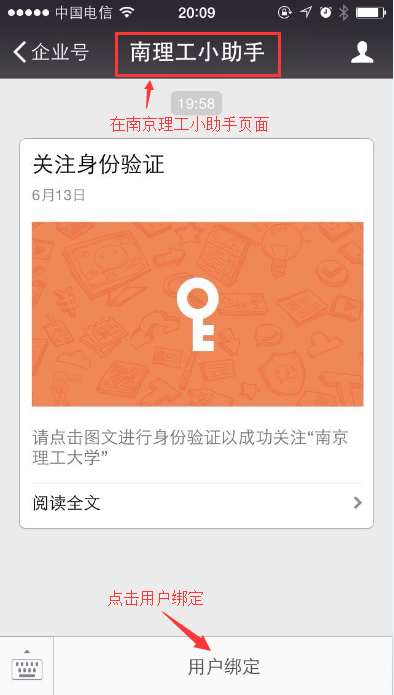 中国电信 20:09
企业号 南理工小助手
19:58
在南京理工小助手页面
关注身份验证
6月13日
请点击图文进行身份验证以成功关注“南京
理工大学”
阅读全文
点击用户绑定
用户绑定